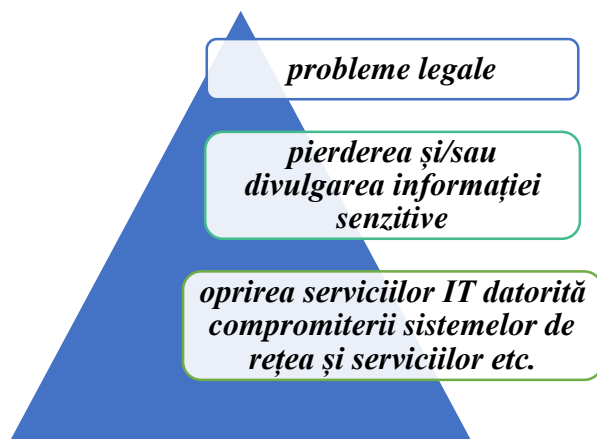 probleme legale
pierderea și/sau
divulgarea informației
senzitive
oprirea serviciilor IT datorită
compromiterii sistemelor de
rețea și serviciilor etc.